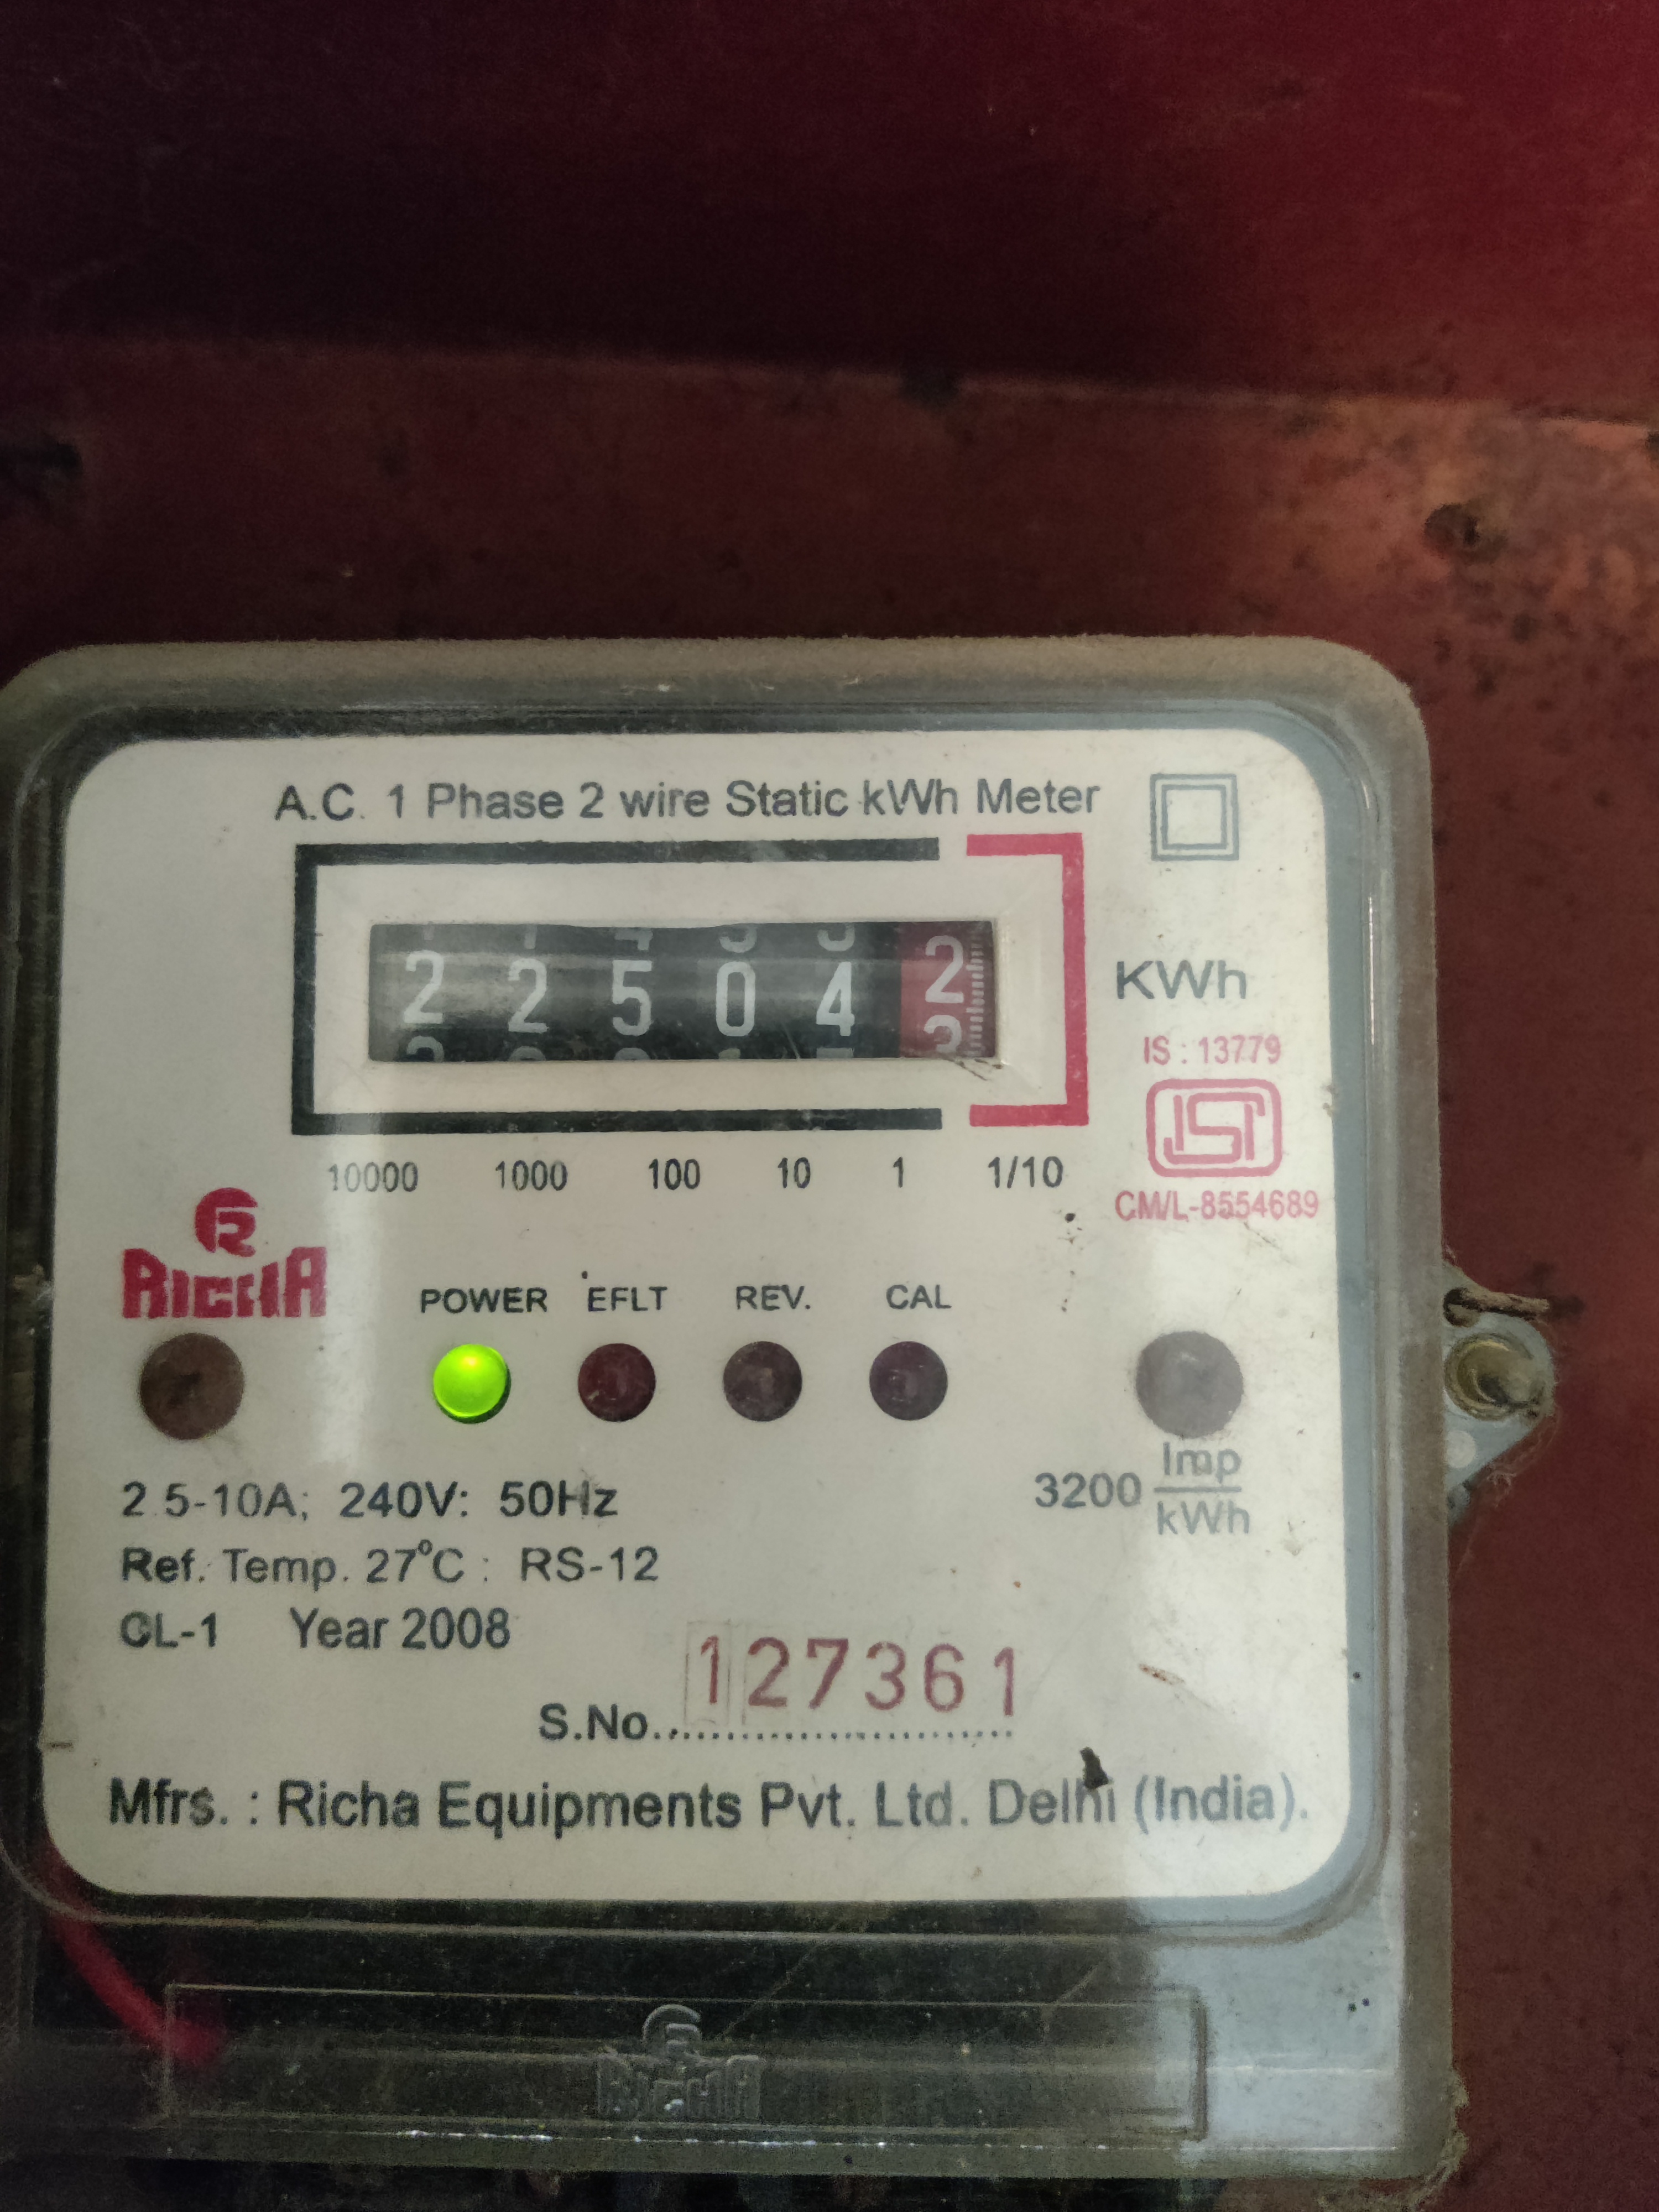 A.C. 1 Phase 2 wire Static kWh Meter
2 2 5 0 4 2
KWh
IS : 13779
ISI
CM/L-8554689
10000 1000 100 10 1 1/10
R
RICHA
POWER EFLT REV. CAL
2.5-10A; 240V: 50Hz
3200 Imp
kWh
Ref. Temp. 27°C : RS-12
CL-1 Year 2008
S.No. 127361
Mfrs. : Richa Equipments Pvt. Ltd. Delhi (India).
R
RICHA